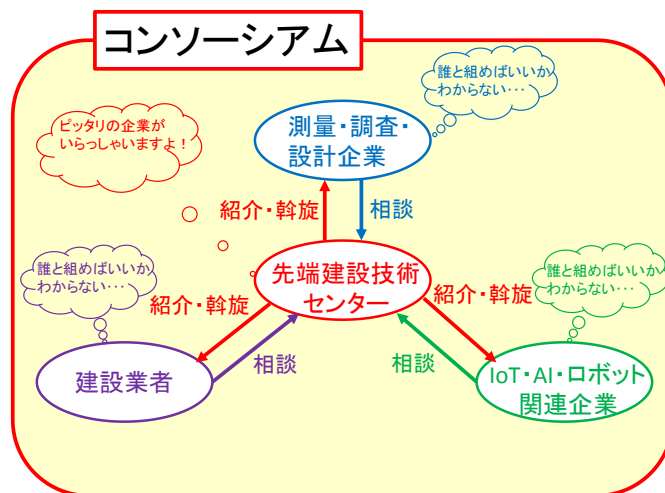 コンソーシアム
誰と組めばいいか
わからない･･･
ピッタリの企業が
いらっしゃいますよ！
測量・調査・
設計企業
紹介・斡旋
相談
誰と組めばいいか
わからない･･･
先端建設技術
センター
誰と組めばいいか
わからない･･･
紹介・斡旋
紹介・斡旋
相談
相談
建設業者
IoT・AI・ロボット
関連企業